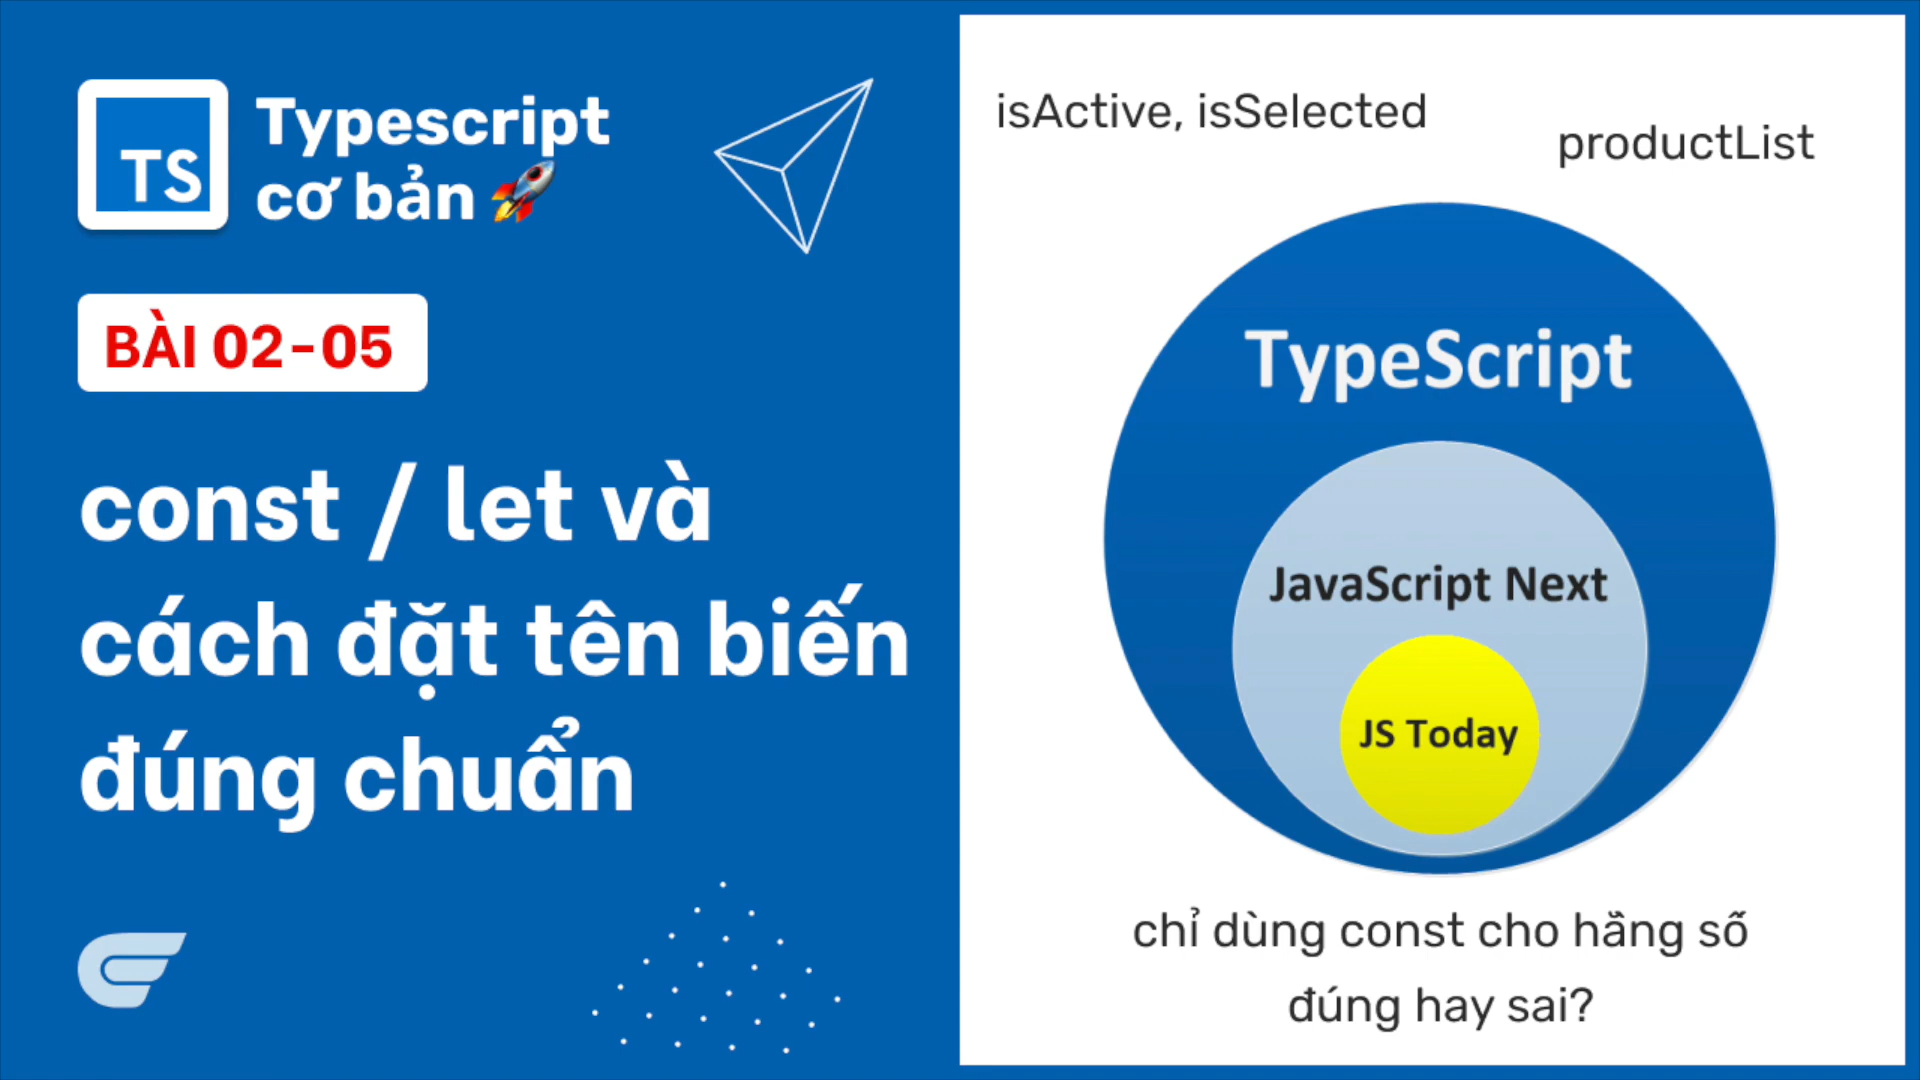 TS
Typescript
cơ bản
BÀI 02-05
const / let và
cách đặt tên biến
đúng chuẩn
isActive, isSelected
productList
TypeScript
JavaScript Next
JS Today
chỉ dùng const cho hằng số
đúng hay sai?